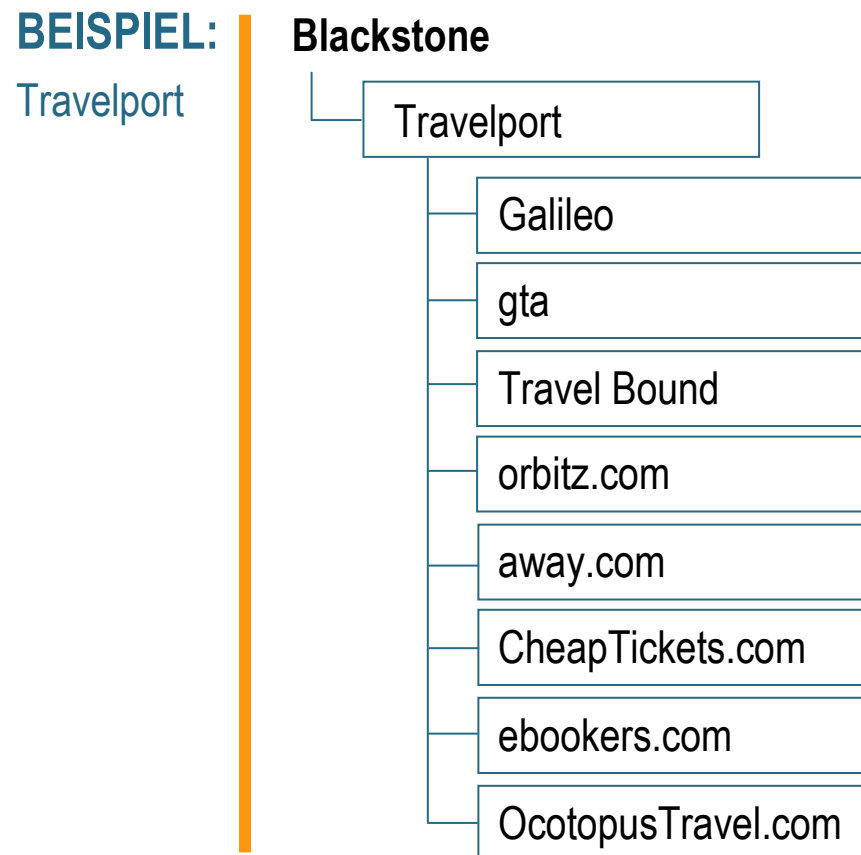 BEISPIEL:
Travelport
Blackstone
Travelport
Galileo
gta
Travel Bound
orbitz.com
away.com
CheapTickets.com
ebookers.com
OcotopusTravel.com